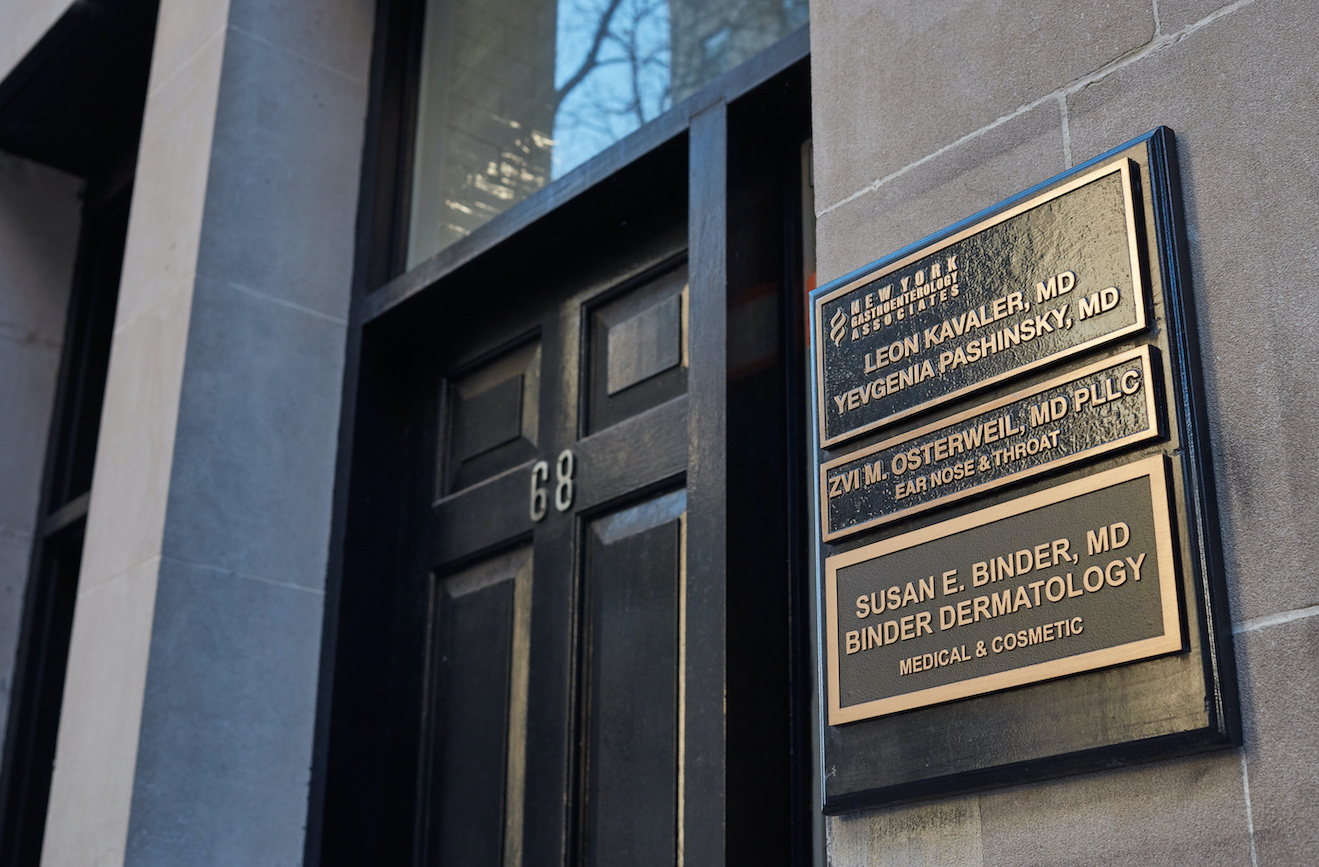 68
NEW YORK
GASTROENTEROLOGY
ASSOCIATES
LEON KAVALER, MD
YEVGENIA PASHINSKY, MD
ZVI M. OSTERWEIL, MD PLLC
EAR NOSE & THROAT
SUSAN E. BINDER, MD
BINDER DERMATOLOGY
MEDICAL & COSMETIC